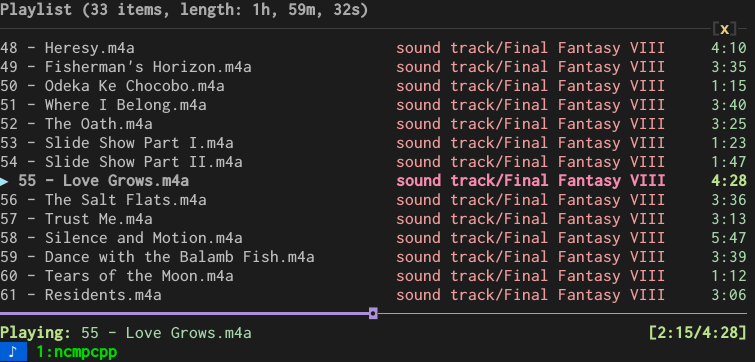 Playlist (33 items, length: 1h, 59m, 32s)
[x]
48 - Heresy.m4a sound track/Final Fantasy VIII 4:10
49 - Fisherman's Horizon.m4a sound track/Final Fantasy VIII 3:35
50 - Odeka Ke Chocobo.m4a sound track/Final Fantasy VIII 1:15
51 - Where I Belong.m4a sound track/Final Fantasy VIII 3:40
52 - The Oath.m4a sound track/Final Fantasy VIII 3:25
53 - Slide Show Part I.m4a sound track/Final Fantasy VIII 1:23
54 - Slide Show Part II.m4a sound track/Final Fantasy VIII 1:47
▶ 55 - Love Grows.m4a sound track/Final Fantasy VIII 4:28
56 - The Salt Flats.m4a sound track/Final Fantasy VIII 3:36
57 - Trust Me.m4a sound track/Final Fantasy VIII 3:13
58 - Silence and Motion.m4a sound track/Final Fantasy VIII 5:47
59 - Dance with the Balamb Fish.m4a sound track/Final Fantasy VIII 3:39
60 - Tears of the Moon.m4a sound track/Final Fantasy VIII 1:12
61 - Residents.m4a sound track/Final Fantasy VIII 3:06
Playing: 55 - Love Grows.m4a [2:15/4:28]
♪ 1:ncmpcpp